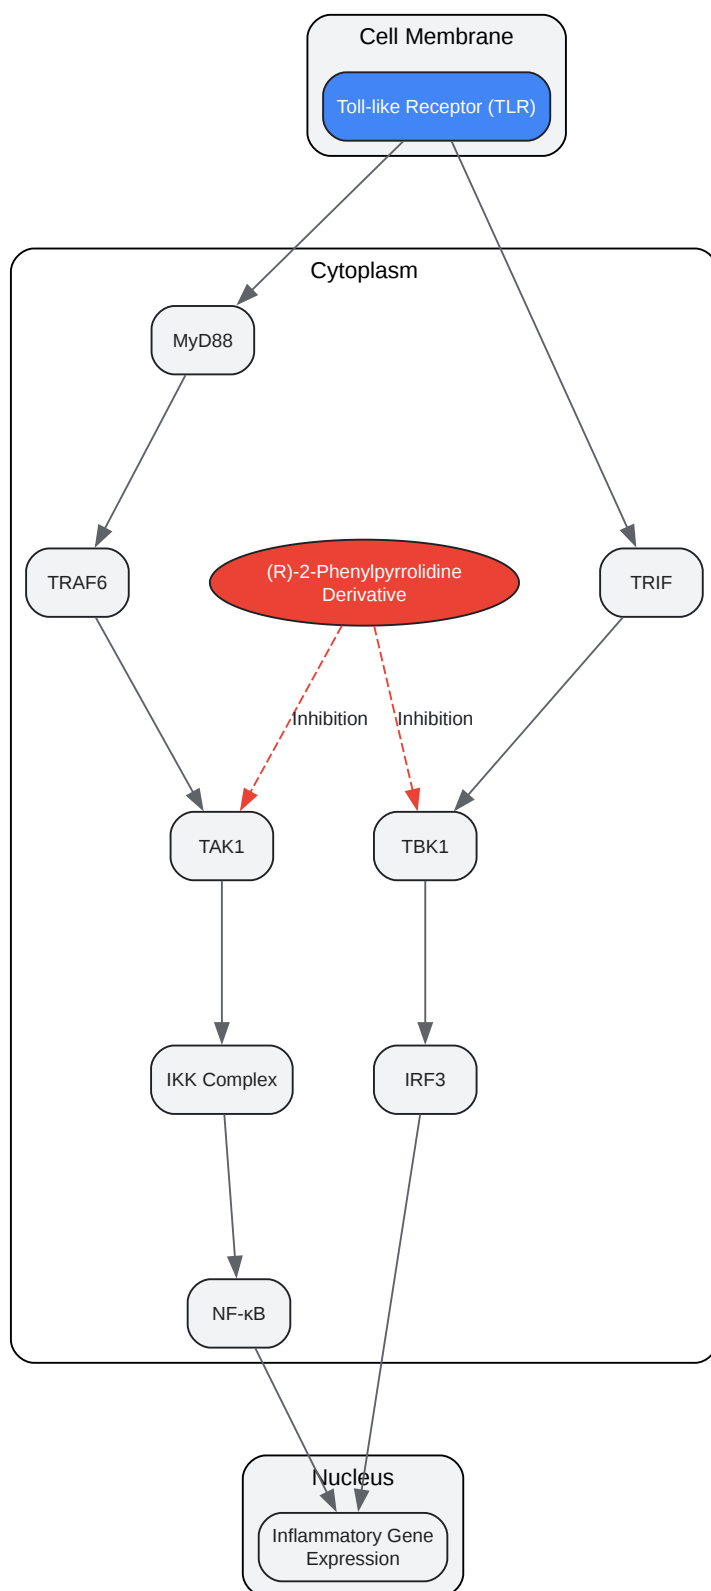 Cell Membrane
Toll-like Receptor (TLR)
Cytoplasm
MyD88
TRAF6
(R)-2-Phenylpyrrolidine
Derivative
TRIF
Inhibition
Inhibition
TAK1
TBK1
IKK Complex
IRF3
NF-κB
Nucleus
Inflammatory Gene
Expression